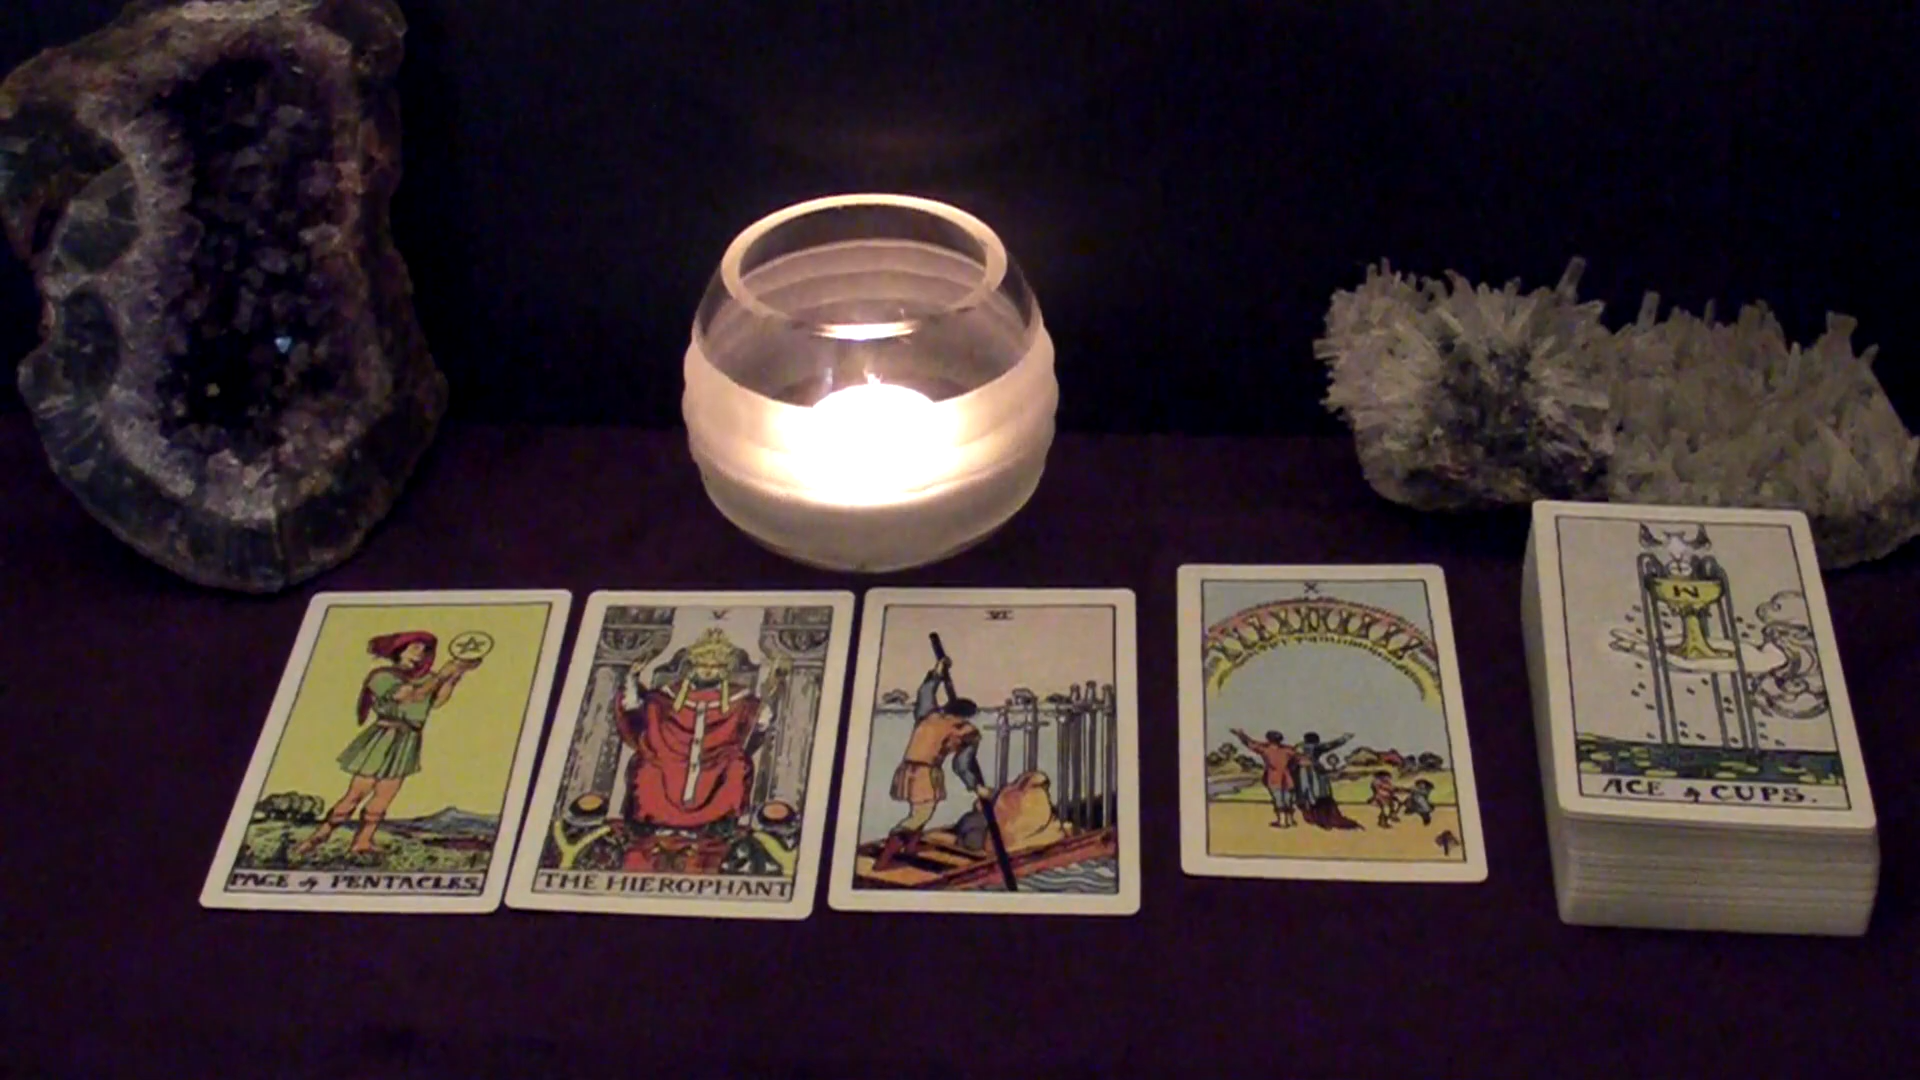 PAGE of PENTACLES.
V
THE HIEROPHANT
VI
X
ACE of CUPS.